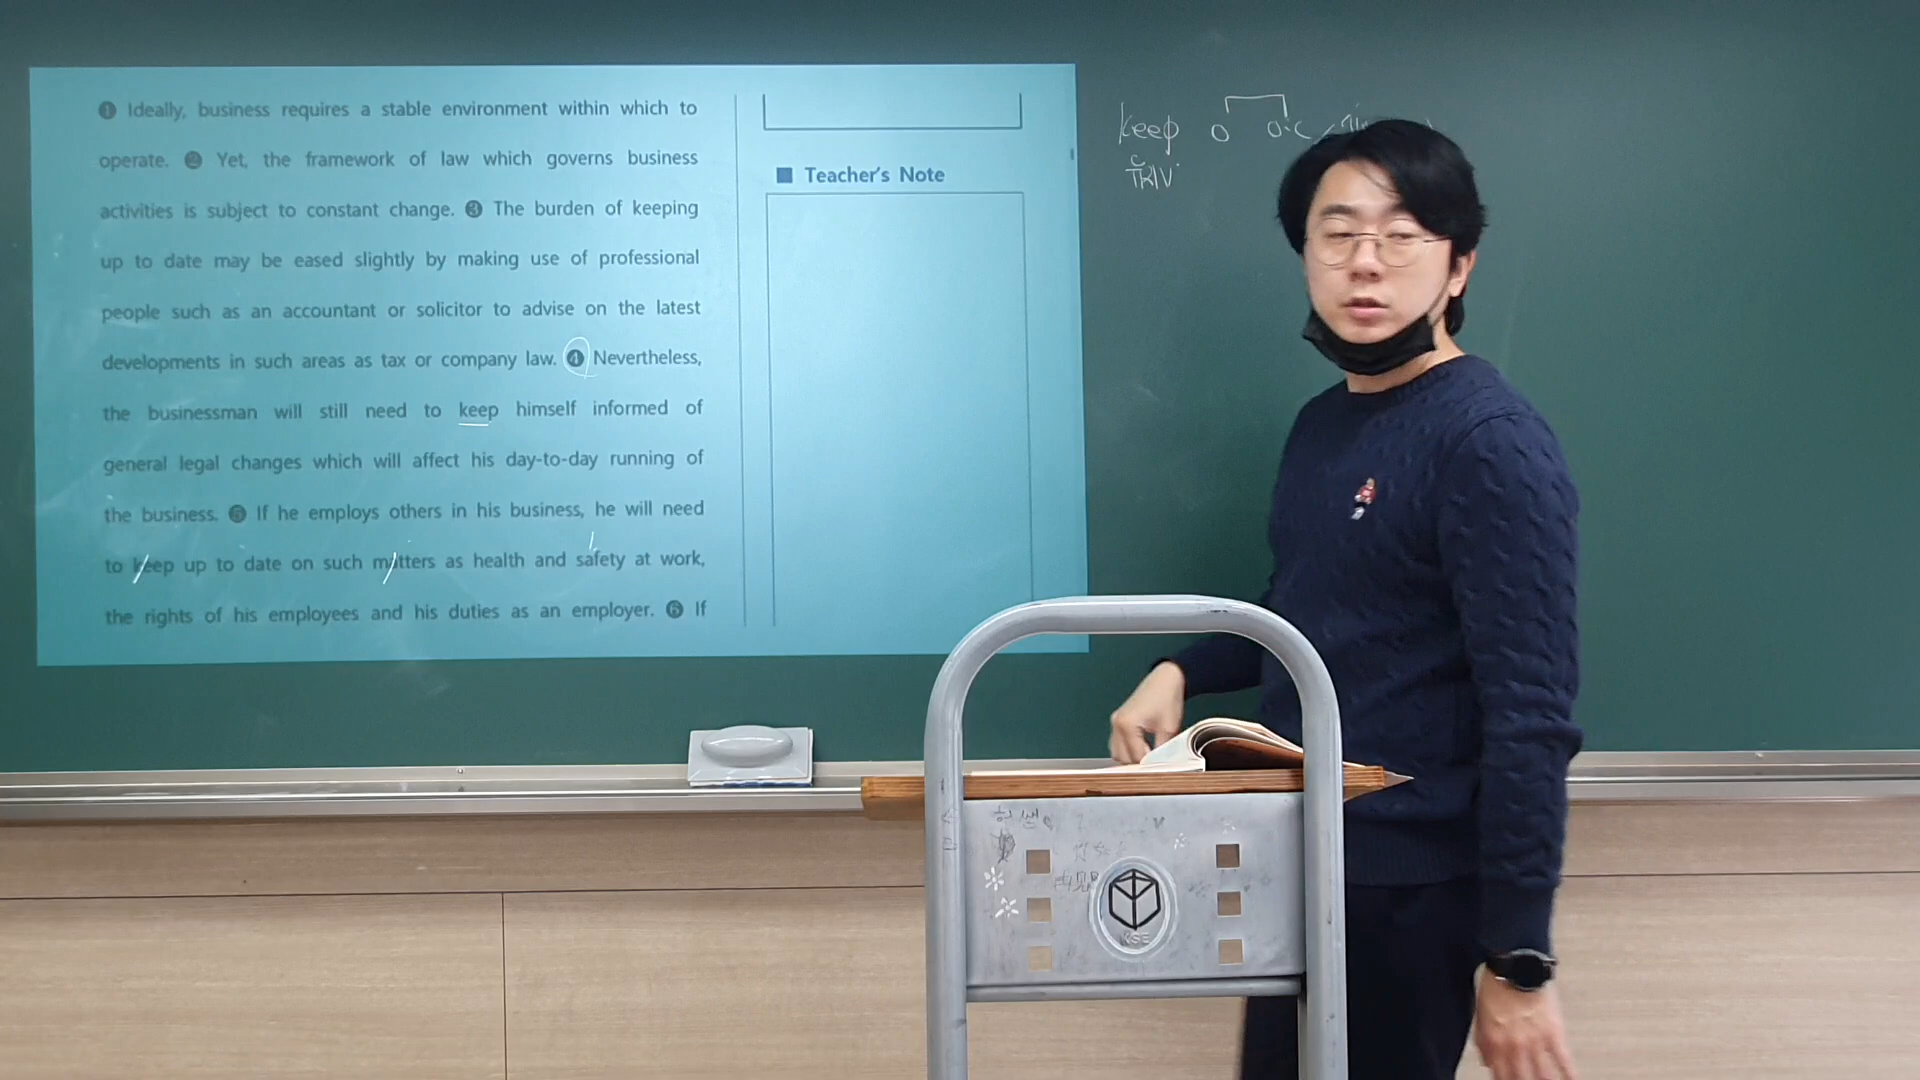 ❶ Ideally, business requires a stable environment within which to
operate. ❷ Yet, the framework of law which governs business
activities is subject to constant change. ❸ The burden of keeping
up to date may be eased slightly by making use of professional
people such as an accountant or solicitor to advise on the latest
developments in such areas as tax or company law. ❹ Nevertheless,
the businessman will still need to keep himself informed of
general legal changes which will affect his day-to-day running of
the business. ❺ If he employs others in his business, he will need
to keep up to date on such matters as health and safety at work,
the rights of his employees and his duties as an employer. ❻ If
Teacher's Note
keep O O·C
KSE